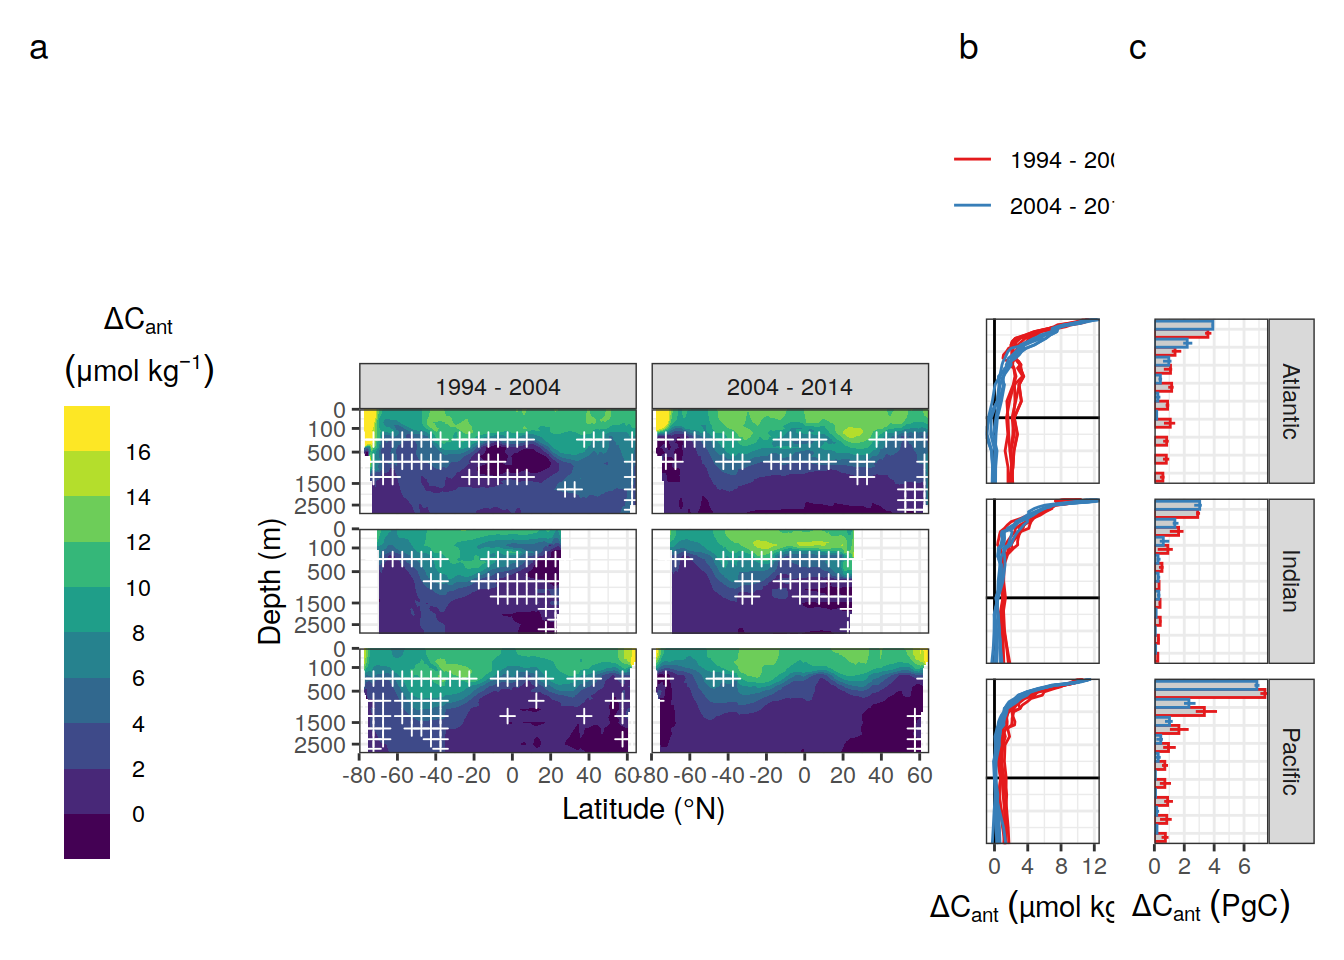 a
b
c
1994 - 200
2004 - 201
ΔCant
(μmol kg−1)
16
14
12
10
8
6
4
2
0
1994 - 2004
2004 - 2014
Depth (m)
0
100
500
1500
2500
0
100
500
1500
2500
0
100
500
1500
2500
-80 -60 -40 -20 0 20 40 60
-80 -60 -40 -20 0 20 40 60
Latitude (°N)
0 4 8 12
ΔCant (μmol kg
Atlantic
Indian
Pacific
0 2 4 6
ΔCant (PgC)